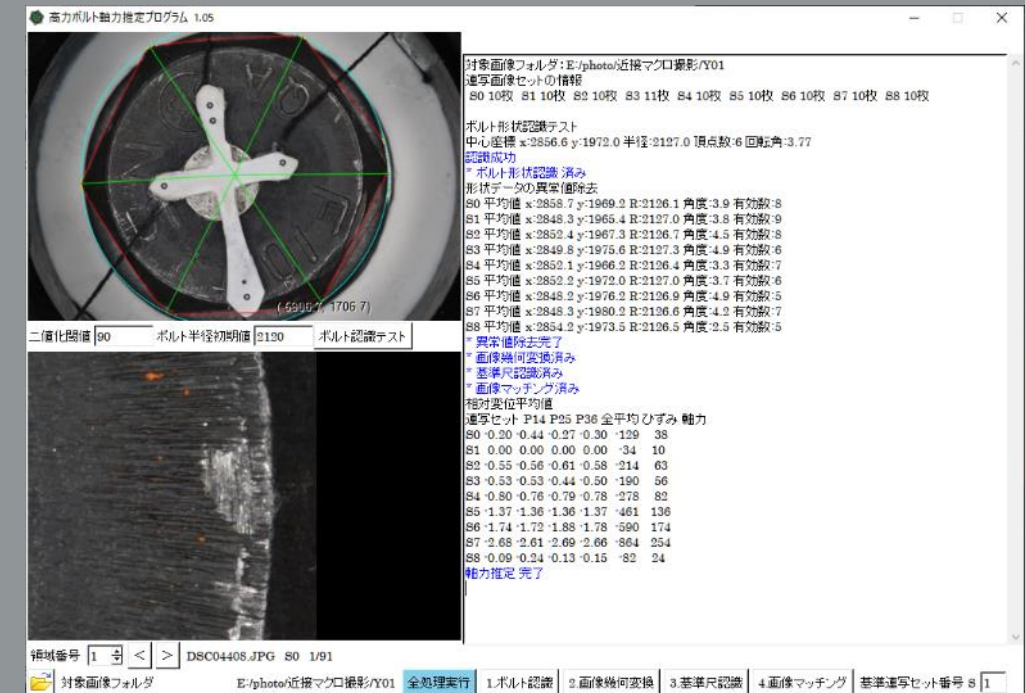 高力ボルト軸力推定プログラム 1.05
(-5906.7, 1706.7)
二値化閾値 90 ボルト半径初期値 2120 ボルト認識テスト
対象画像フォルダ：E:/photo/近接マクロ撮影/Y01
連写画像セットの情報
S0 10枚 S1 10枚 S2 10枚 S3 11枚 S4 10枚 S5 10枚 S6 10枚 S7 10枚 S8 10枚
ボルト形状認識テスト
中心座標 x:2856.6 y:1972.0 半径:2127.0 頂点数:6 回転角:3.77
認識成功
* ボルト形状認識 済み
形状データの異常値除去
S0 平均値 x:2858.7 y:1969.2 R:2126.1 角度:3.9 有効数:8
S1 平均値 x:2848.3 y:1965.4 R:2127.0 角度:3.8 有効数:9
S2 平均値 x:2852.4 y:1967.3 R:2126.7 角度:4.5 有効数:8
S3 平均値 x:2849.8 y:1975.6 R:2127.3 角度:4.9 有効数:6
S4 平均値 x:2852.1 y:1966.2 R:2126.4 角度:3.3 有効数:7
S5 平均値 x:2852.2 y:1972.0 R:2127.0 角度:3.7 有効数:6
S6 平均値 x:2848.2 y:1976.2 R:2126.9 角度:4.9 有効数:5
S7 平均値 x:2848.3 y:1980.2 R:2126.6 角度:4.2 有効数:7
S8 平均値 x:2854.2 y:1973.5 R:2126.5 角度:2.5 有効数:5
* 異常値除去完了
* 画像幾何変換済み
* 基準尺認識済み
* 画像マッチング済み
相対変位平均値
連写セット P14 P25 P36 全平均 ひずみ 軸力
S0 -0.20 -0.44 -0.27 -0.30 -129 38
S1 0.00 0.00 0.00 0.00 -34 10
S2 -0.55 -0.56 -0.61 -0.58 -214 63
S3 -0.53 -0.53 -0.44 -0.50 -190 56
S4 -0.80 -0.76 -0.79 -0.78 -278 82
S5 -1.37 -1.36 -1.36 -1.37 -461 136
S6 -1.74 -1.72 -1.88 -1.78 -590 174
S7 -2.68 -2.61 -2.69 -2.66 -864 254
S8 -0.09 -0.24 -0.13 -0.15 -82 24
軸力推定 完了
領域番号 1 < > DSC04408.JPG S0 1/91
対象画像フォルダ E:/photo/近接マクロ撮影/Y01 全処理実行 1.ボルト認識 2.画像幾何変換 3.基準尺認識 4.画像マッチング 基準連写セット番号 S 1